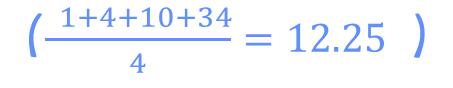 ( (1+4+10+34)/4 = 12.25 )